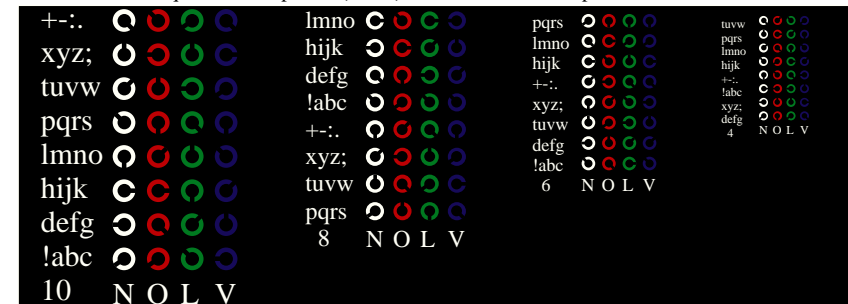 +-:.
xyz;
tuvw
pqrs
lmno
hijk
defg
!abc
10 N O L V
lmno
hijk
defg
!abc
+-:.
xyz;
tuvw
pqrs
8 N O L V
pqrs
lmno
hijk
+-:.
xyz;
tuvw
defg
!abc
6 N O L V
tuvw
pqrs
lmno
hijk
+-:.
!abc
xyz;
defg
4 N O L V